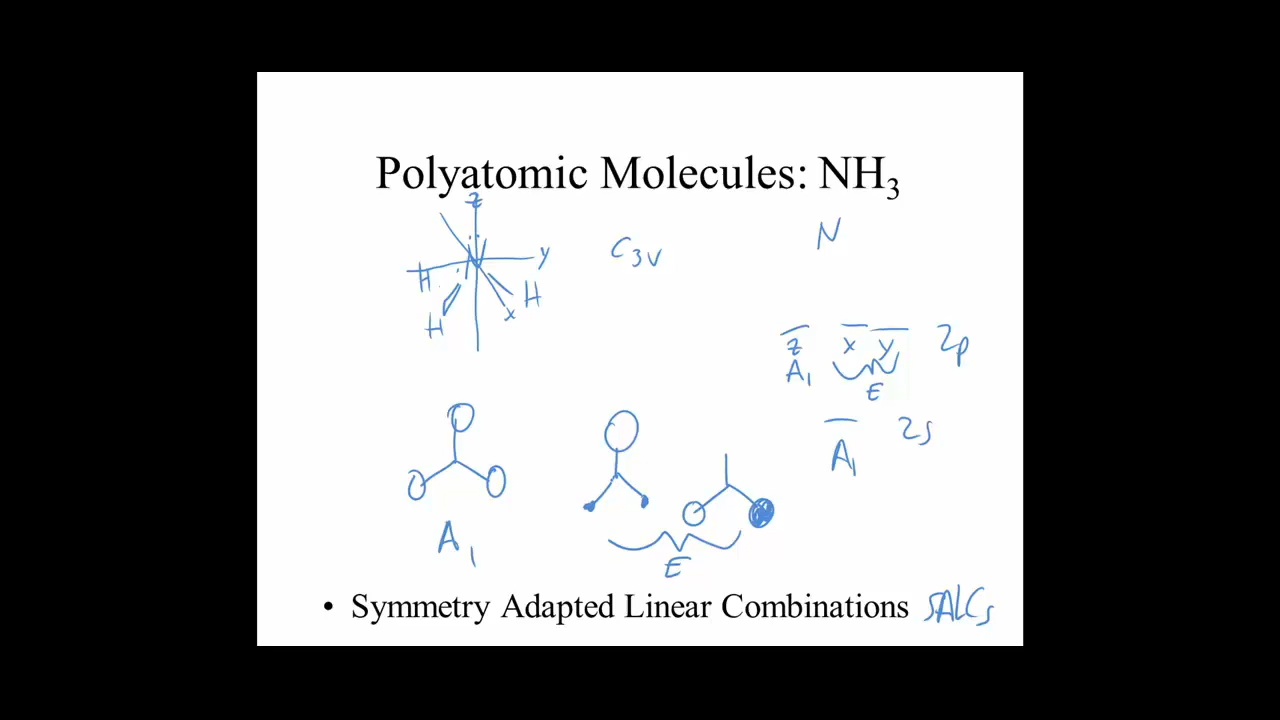 Polyatomic Molecules: NH₃
z
N
C3v
N
y
H
H
x
H
z x y 2p
A1 E
2s
A1
A1
E
• Symmetry Adapted Linear Combinations SALCs